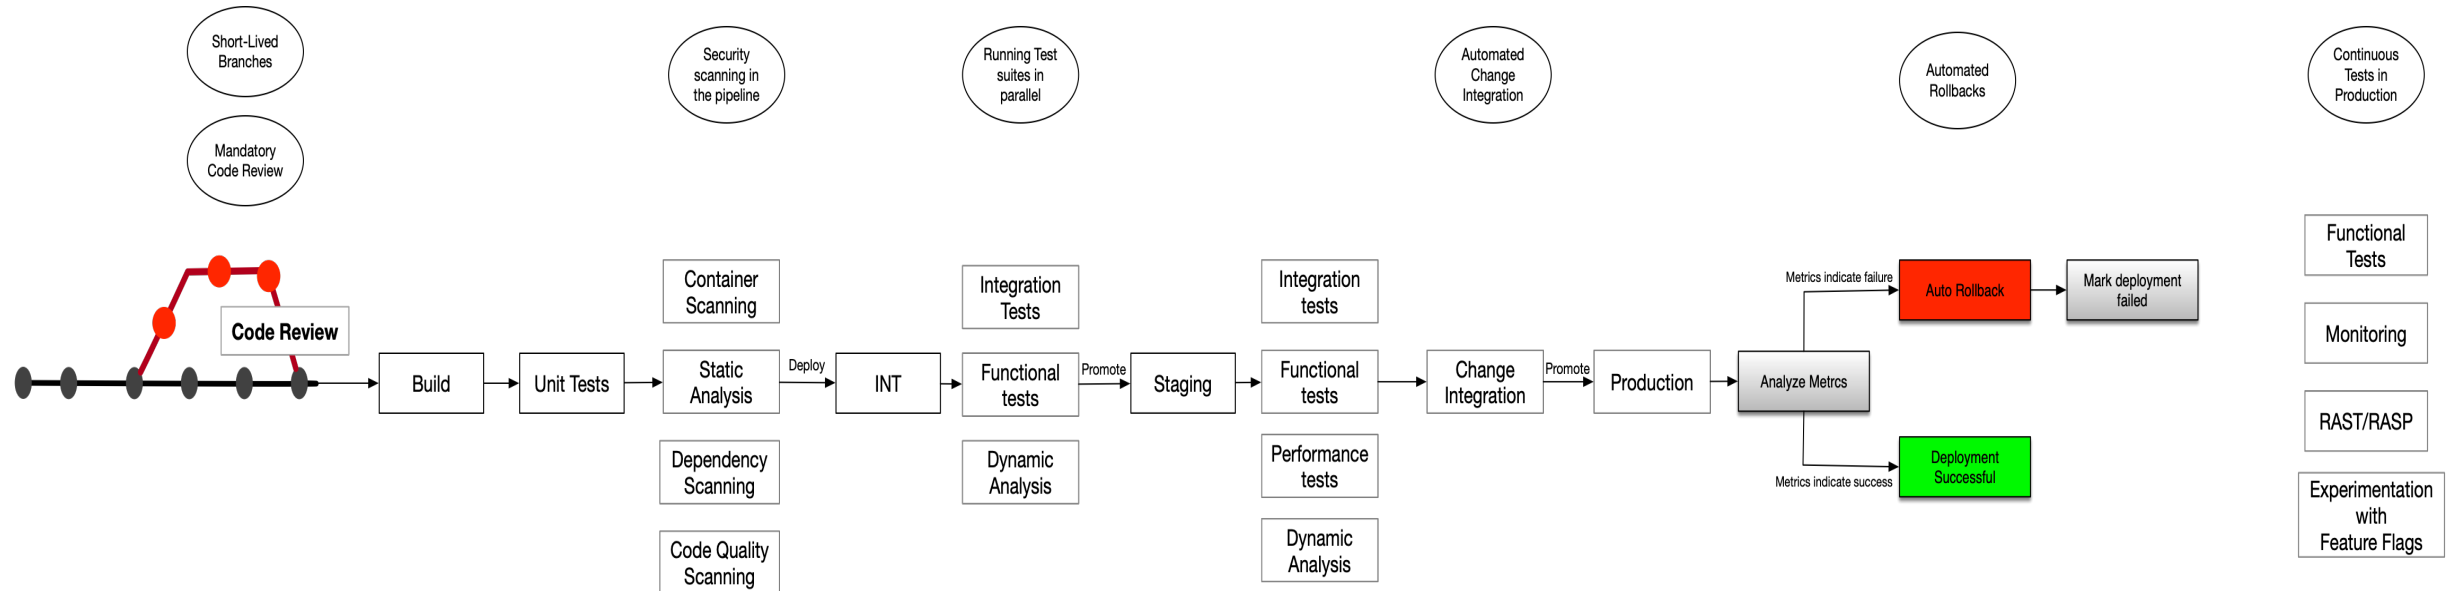 Short-Lived
Branches
Mandatory
Code Review
Security
scanning in
the pipeline
Running Test
suites in
parallel
Automated
Change
Integration
Automated
Rollbacks
Continuous
Tests in
Production
Code Review
Build
Unit Tests
Container
Scanning
Static
Analysis
Dependency
Scanning
Code Quality
Scanning
Deploy
INT
Integration
Tests
Functional
tests
Dynamic
Analysis
Promote
Staging
Integration
tests
Functional
tests
Performance
tests
Dynamic
Analysis
Change
Integration
Promote
Production
Analyze Metrcs
Metrics indicate failure
Auto Rollback
Mark deployment
failed
Metrics indicate success
Deployment
Successful
Functional
Tests
Monitoring
RAST/RASP
Experimentation
with
Feature Flags